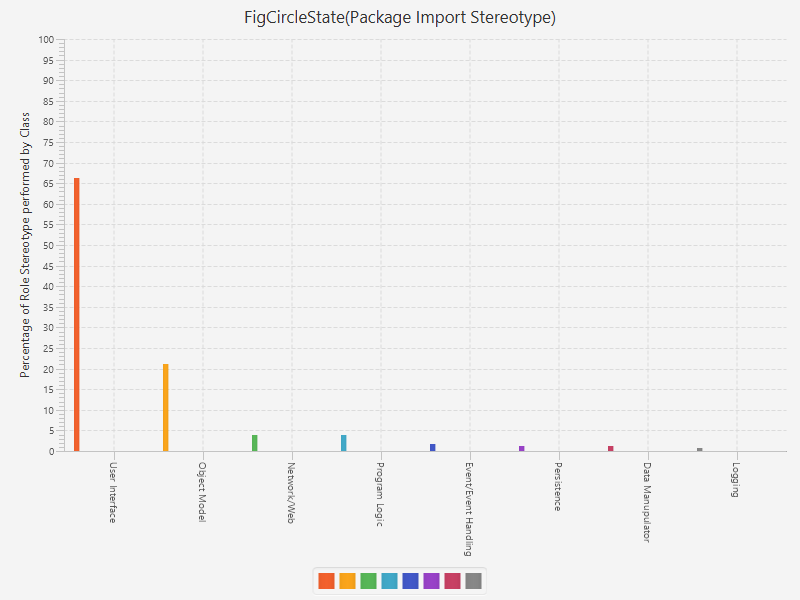 FigCircleState(Package Import Stereotype)
Percentage of Role Stereotype performed by Class
100
95
90
85
80
75
70
65
60
55
50
45
40
35
30
25
20
15
10
5
0
User Interface
Object Model
Network/Web
Program Logic
Event/Event Handling
Persistence
Data Manupulator
Logging